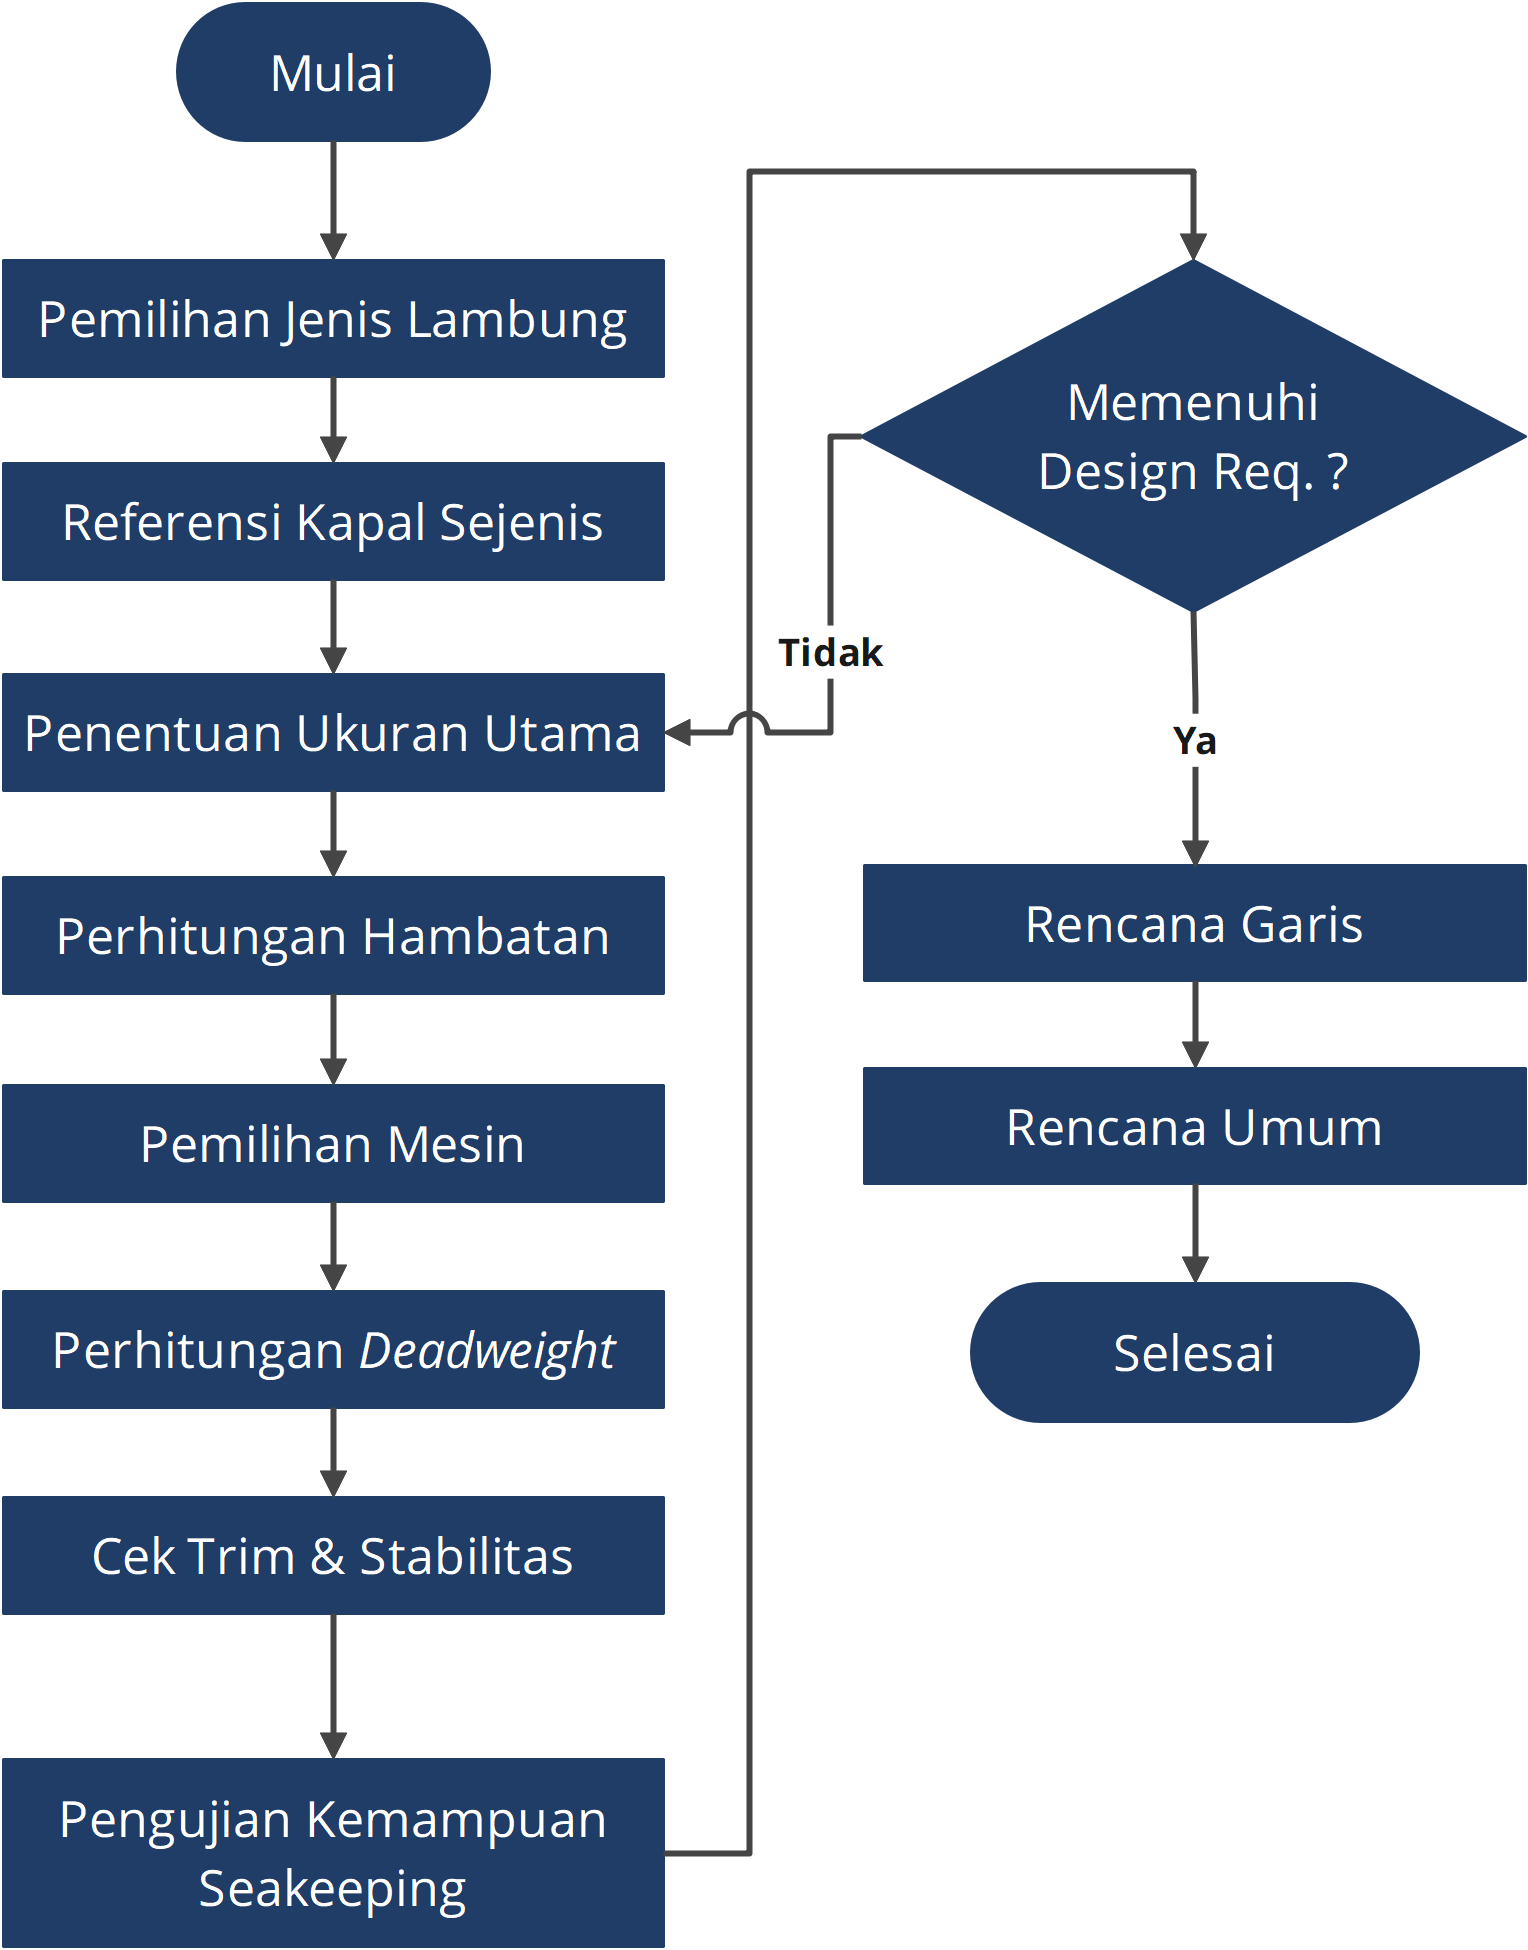 Mulai
Pemilihan Jenis Lambung
Referensi Kapal Sejenis
Penentuan Ukuran Utama
Perhitungan Hambatan
Pemilihan Mesin
Perhitungan Deadweight
Cek Trim & Stabilitas
Pengujian Kemampuan
Seakeeping
Memenuhi
Design Req. ?
Tidak
Ya
Rencana Garis
Rencana Umum
Selesai